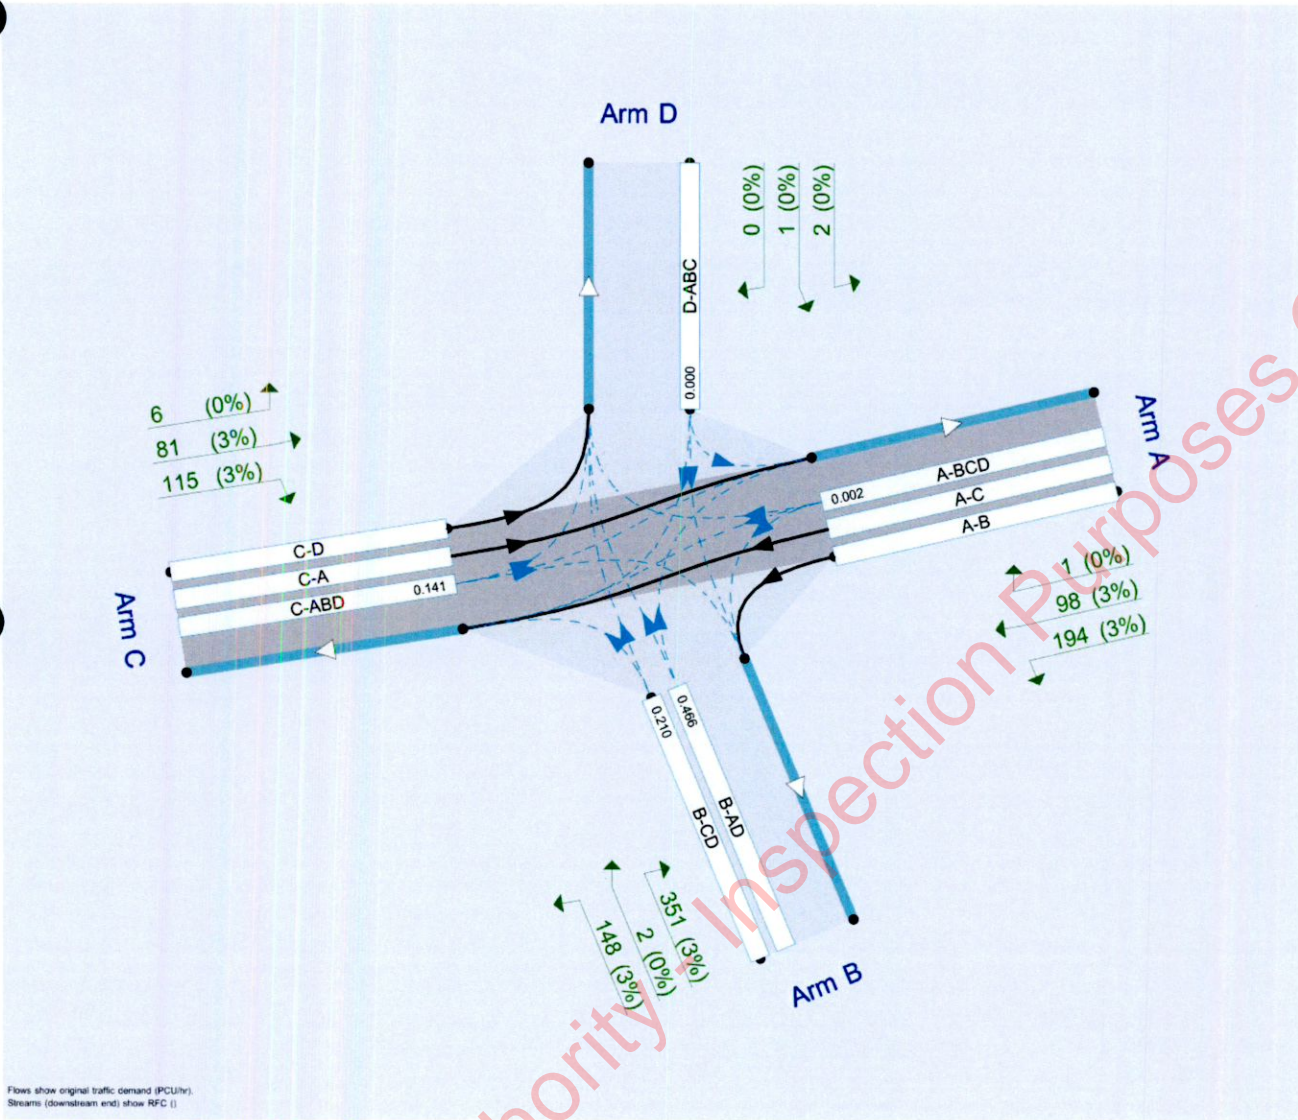 Arm D
0 (0%)
1 (0%)
2 (0%)
D-ABC
0.000
6 (0%)
81 (3%)
115 (3%)
Arm A
A-BCD
0.002
A-C
A-B
C-D
C-A
C-ABD
0.141
Arm C
1 (0%)
98 (3%)
194 (3%)
0.210
0.466
B-CD
B-AD
148 (3%)
2 (0%)
351 (3%)
Arm B
ority - Inspection Purposes
Flows show original traffic demand (PCU/hr).
Streams (downstream end) show RFC ()